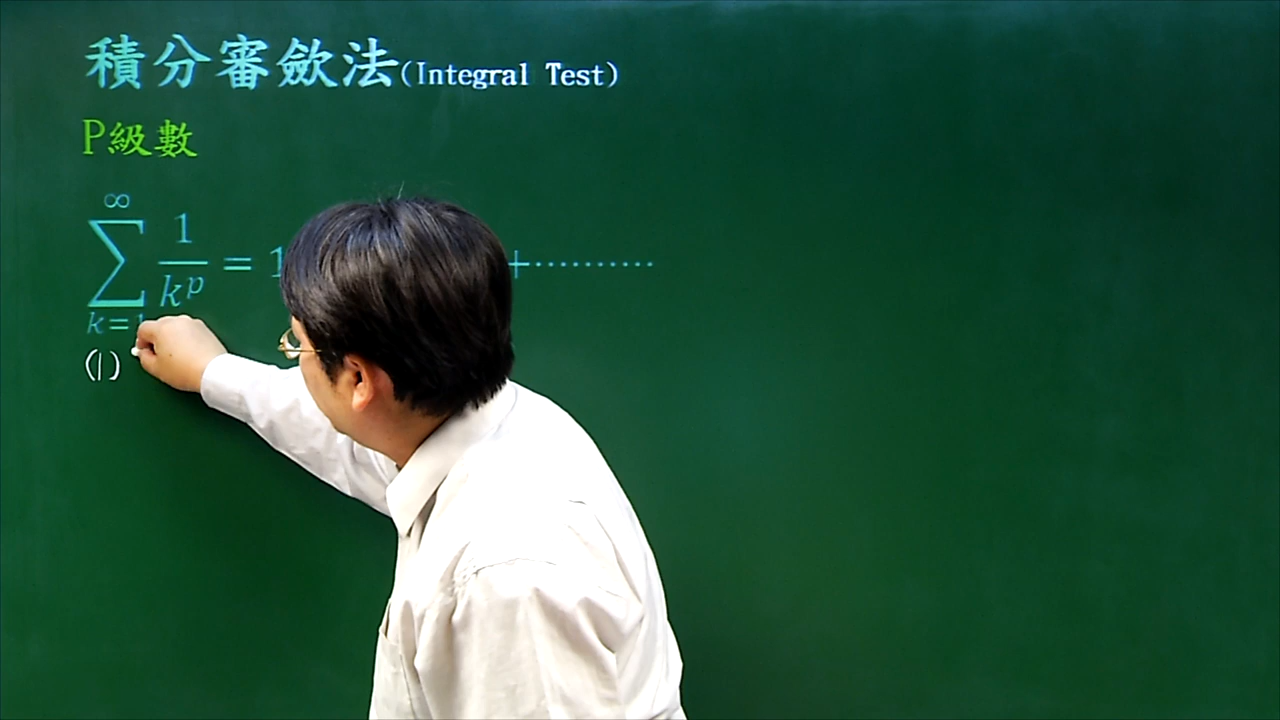 積分審斂法(Integral Test)
P級數
∞
∑ 1/k^p = 1 +··········
k=1
(1)